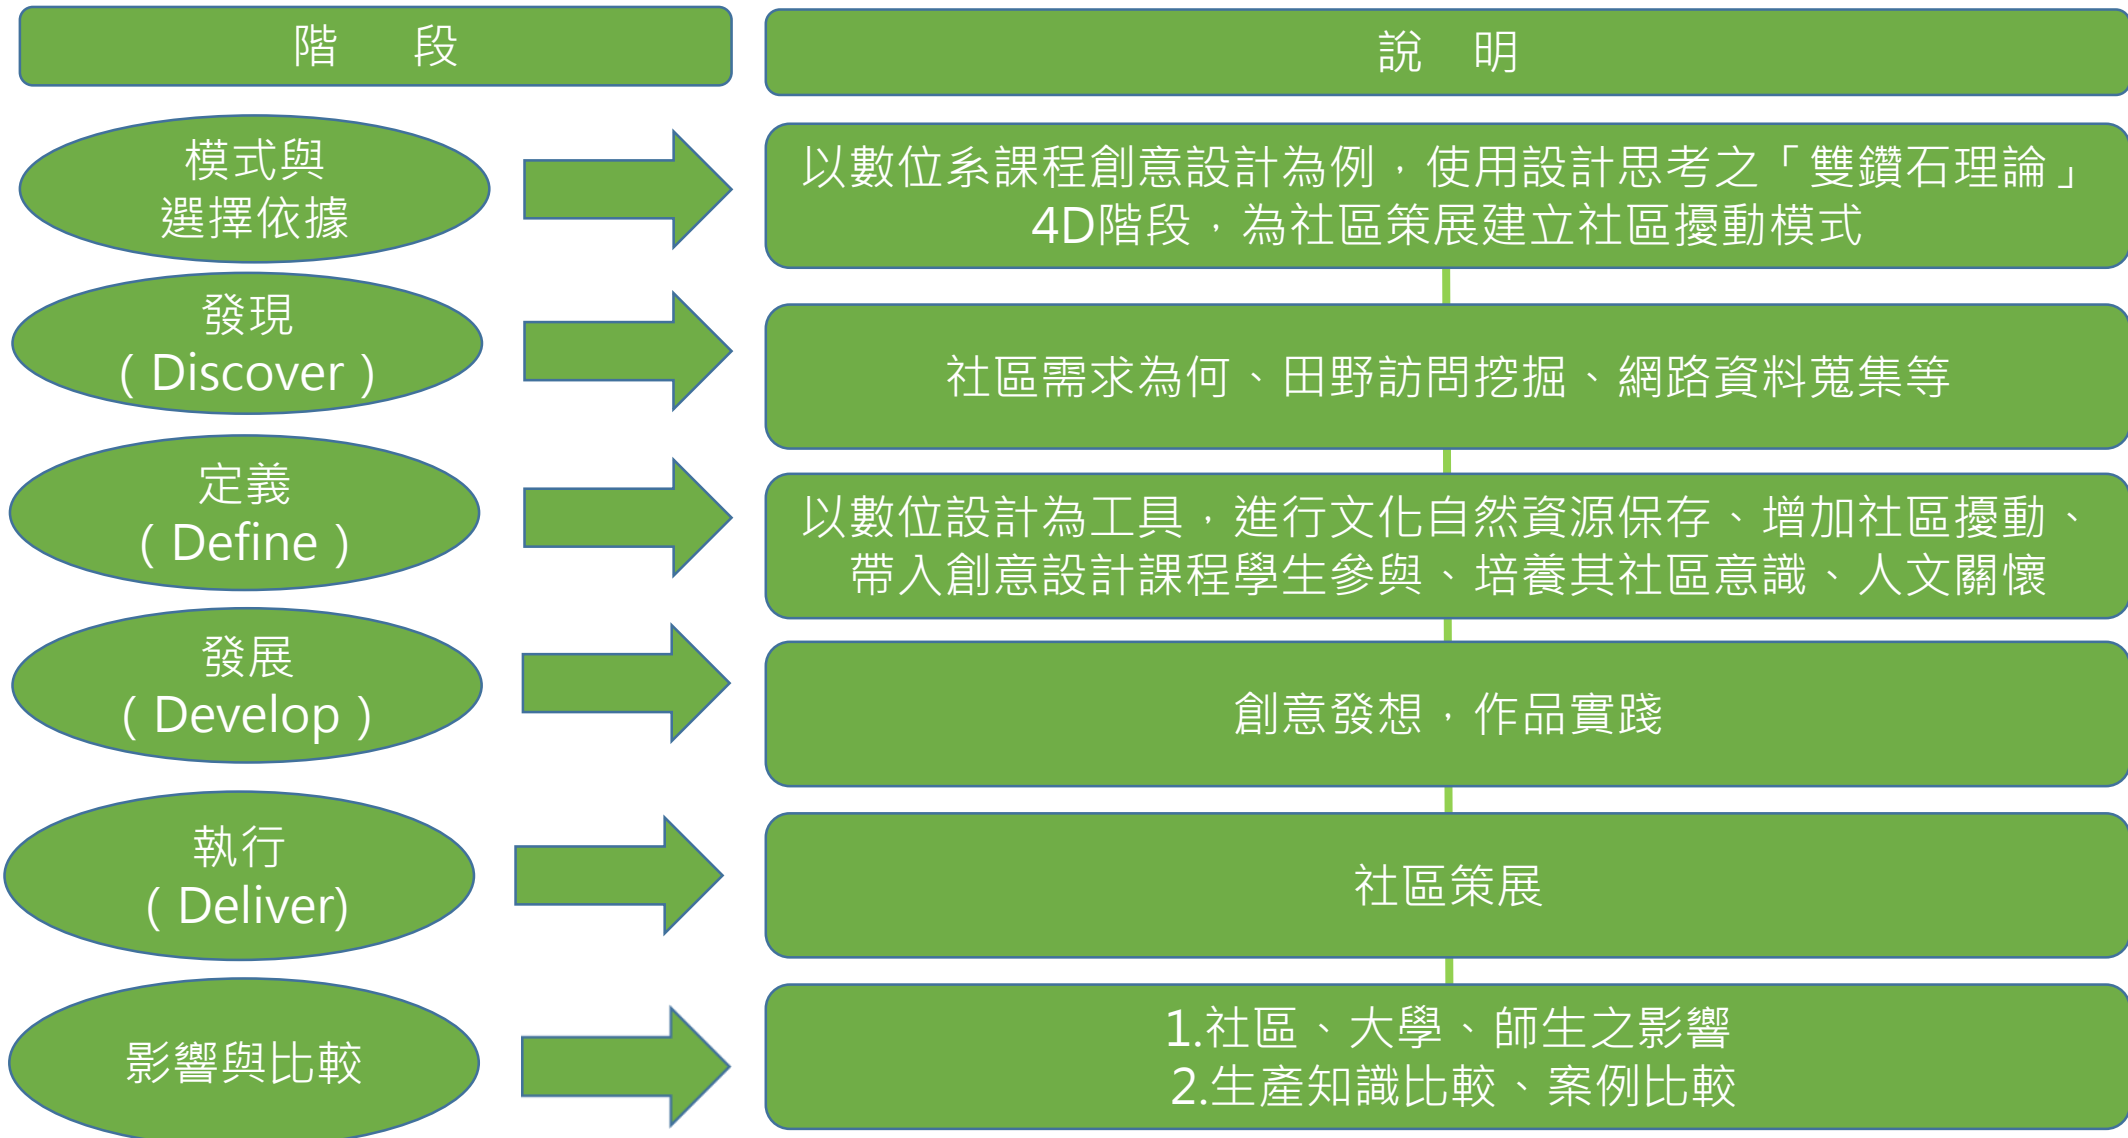 階 段
說 明
模式與
選擇依據
以數位系課程創意設計為例，使用設計思考之「雙鑽石理論」
4D階段，為社區策展建立社區擾動模式
發現
（Discover）
社區需求為何、田野訪問挖掘、網路資料蒐集等
定義
（Define）
以數位設計為工具，進行文化自然資源保存、增加社區擾動、
帶入創意設計課程學生參與、培養其社區意識、人文關懷
發展
（Develop）
創意發想，作品實踐
執行
（Deliver)
社區策展
影響與比較
1.社區、大學、師生之影響
2.生產知識比較、案例比較